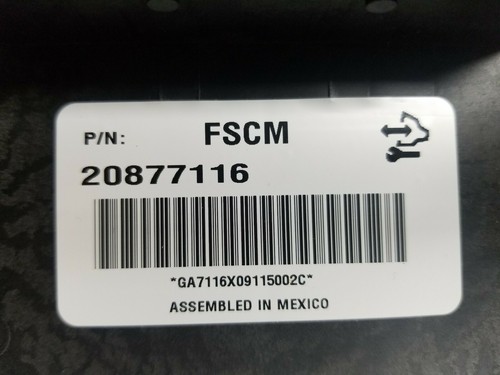 P/N: FSCM
20877116
*GA7116X09115002C*
ASSEMBLED IN MEXICO